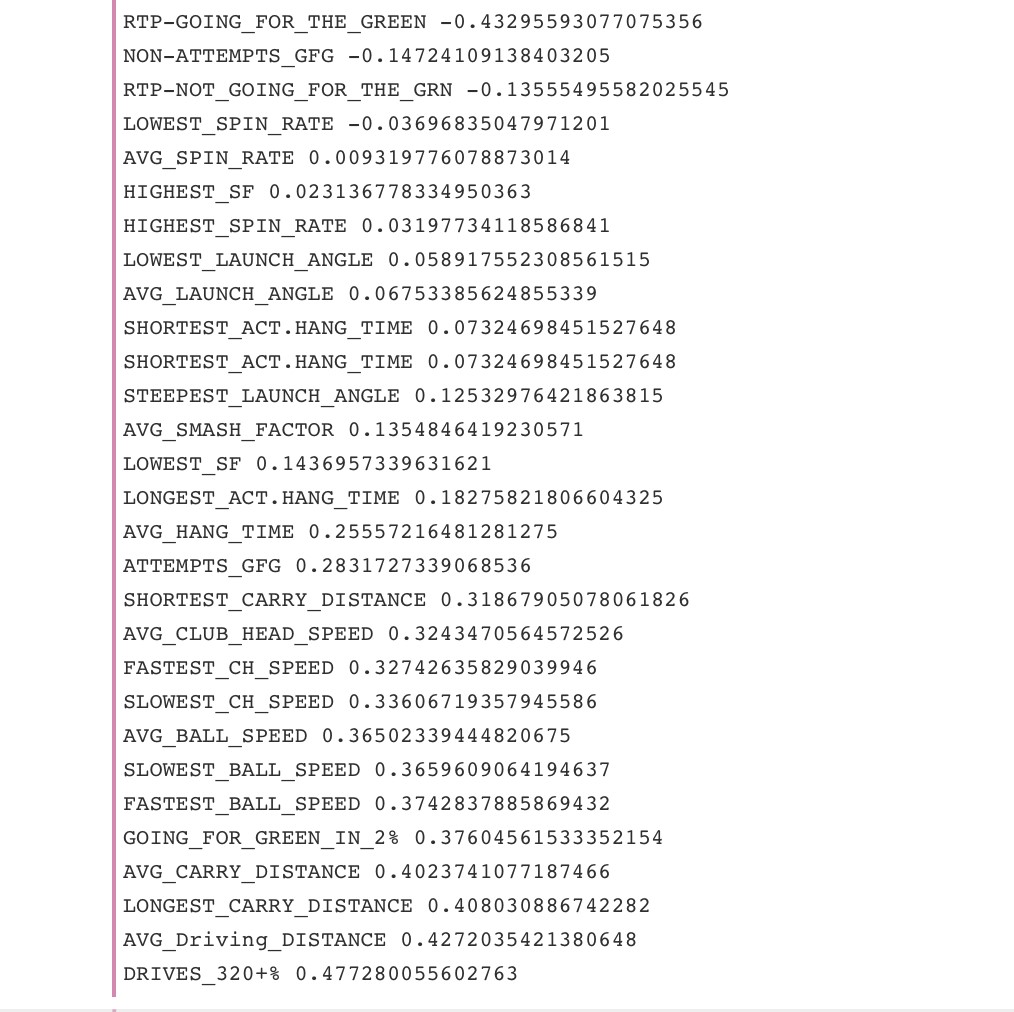 RTP-GOING_FOR_THE_GREEN -0.43295593077075356
NON-ATTEMPTS_GFG -0.14724109138403205
RTP-NOT_GOING_FOR_THE_GRN -0.13555495582025545
LOWEST_SPIN_RATE -0.03696835047971201
AVG_SPIN_RATE 0.009319776078873014
HIGHEST_SF 0.023136778334950363
HIGHEST_SPIN_RATE 0.03197734118586841
LOWEST_LAUNCH_ANGLE 0.058917552308561515
AVG_LAUNCH_ANGLE 0.06753385624855339
SHORTEST_ACT.HANG_TIME 0.07324698451527648
SHORTEST_ACT.HANG_TIME 0.07324698451527648
STEEPEST_LAUNCH_ANGLE 0.12532976421863815
AVG_SMASH_FACTOR 0.1354846419230571
LOWEST_SF 0.1436957339631621
LONGEST_ACT.HANG_TIME 0.18275821806604325
AVG_HANG_TIME 0.25557216481281275
ATTEMPTS_GFG 0.2831727339068536
SHORTEST_CARRY_DISTANCE 0.31867905078061826
AVG_CLUB_HEAD_SPEED 0.3243470564572526
FASTEST_CH_SPEED 0.32742635829039946
SLOWEST_CH_SPEED 0.33606719357945586
AVG_BALL_SPEED 0.36502339444820675
SLOWEST_BALL_SPEED 0.3659609064194637
FASTEST_BALL_SPEED 0.3742837885869432
GOING_FOR_GREEN_IN_2% 0.37604561533352154
AVG_CARRY_DISTANCE 0.4023741077187466
LONGEST_CARRY_DISTANCE 0.408030886742282
AVG_Driving_DISTANCE 0.4272035421380648
DRIVES_320+% 0.477280055602763